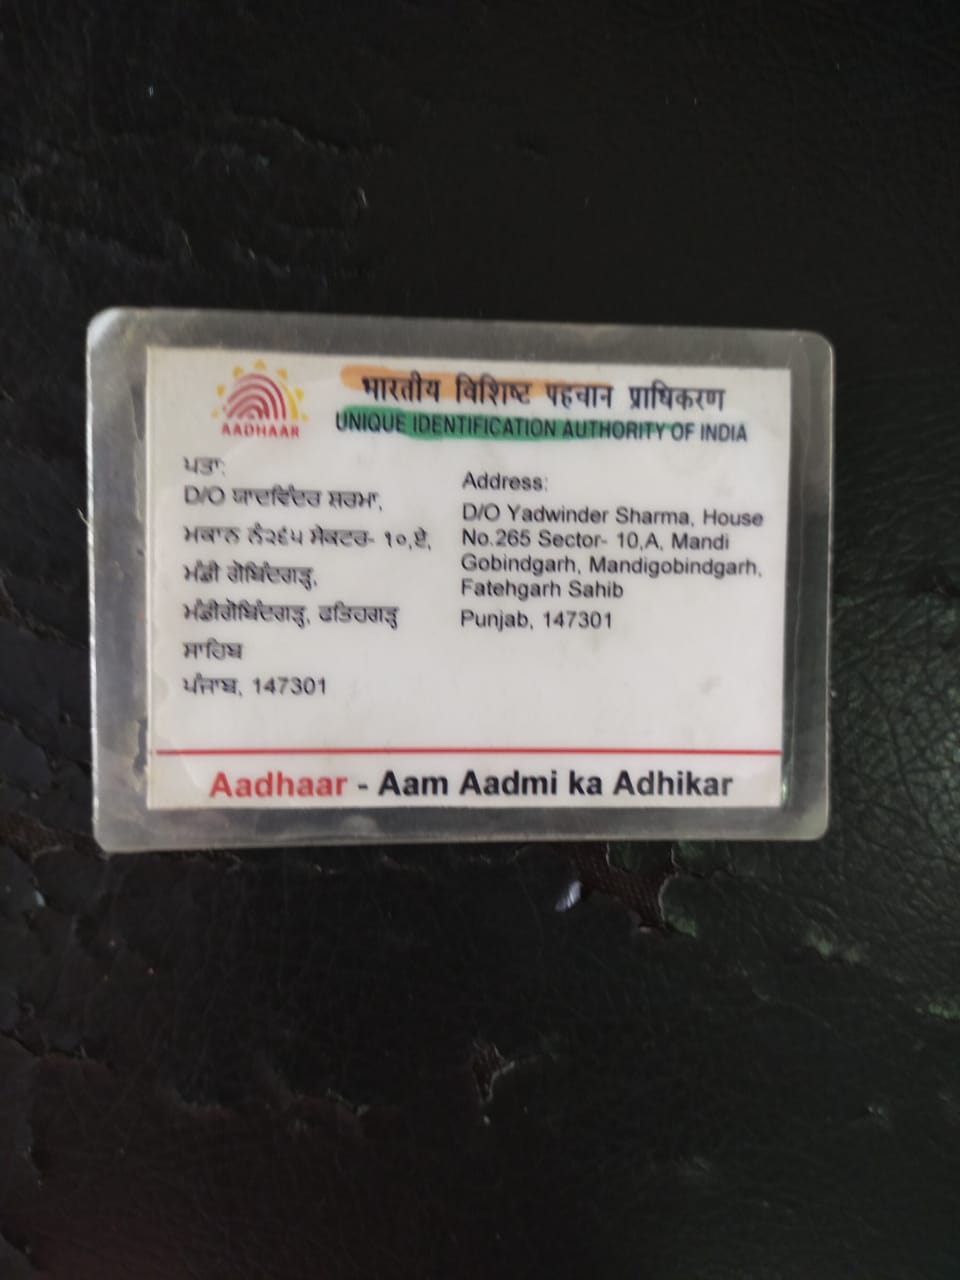 भारतीय विशिष्ट पहचान प्राधिकरण
AADHAAR
UNIQUE IDENTIFICATION AUTHORITY OF INDIA
ਪਤਾ:
D/O ਯਾਦਵਿੰਦਰ ਸ਼ਰਮਾ,
ਮਕਾਨ ਨੰ੨੬੫ ਸੇਕਟਰ- ੧੦,ਏ,
ਮੰਡੀ ਗੋਬਿੰਦਗੜ੍ਹ,
ਮੰਡੀਗੋਬਿੰਦਗੜ੍ਹ, ਫਤਿਹਗੜ੍ਹ
ਸਾਹਿਬ
ਪੰਜਾਬ, 147301
Address:
D/O Yadwinder Sharma, House
No.265 Sector- 10,A, Mandi
Gobindgarh, Mandigobindgarh,
Fatehgarh Sahib
Punjab, 147301
Aadhaar - Aam Aadmi ka Adhikar